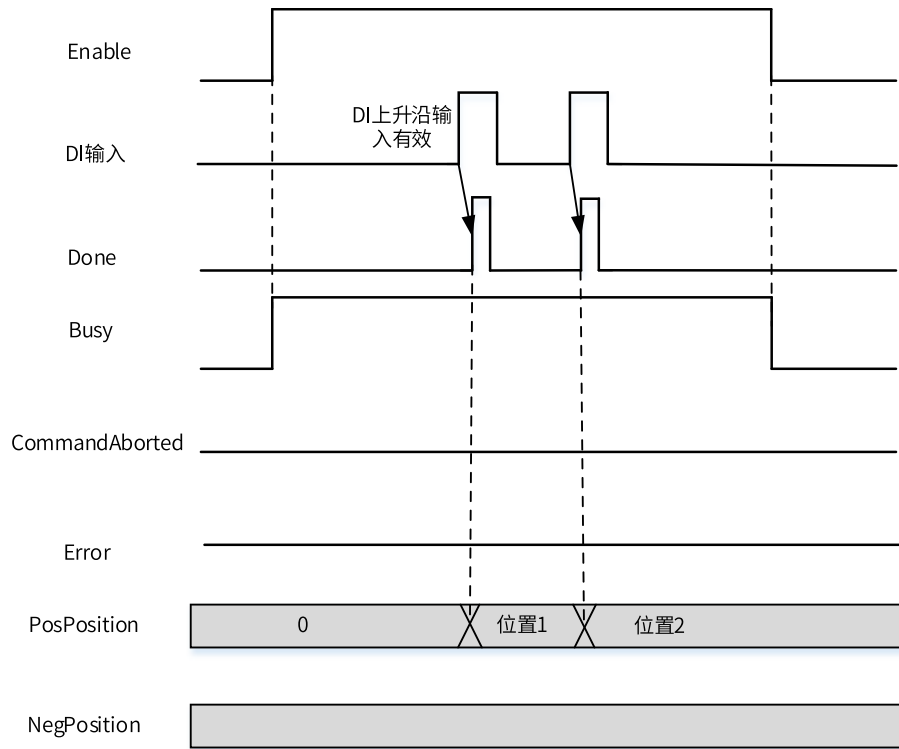 Enable
DI上升沿输
入有效
DI输入
Done
Busy
CommandAborted
Error
PosPosition
0
位置1
位置2
NegPosition